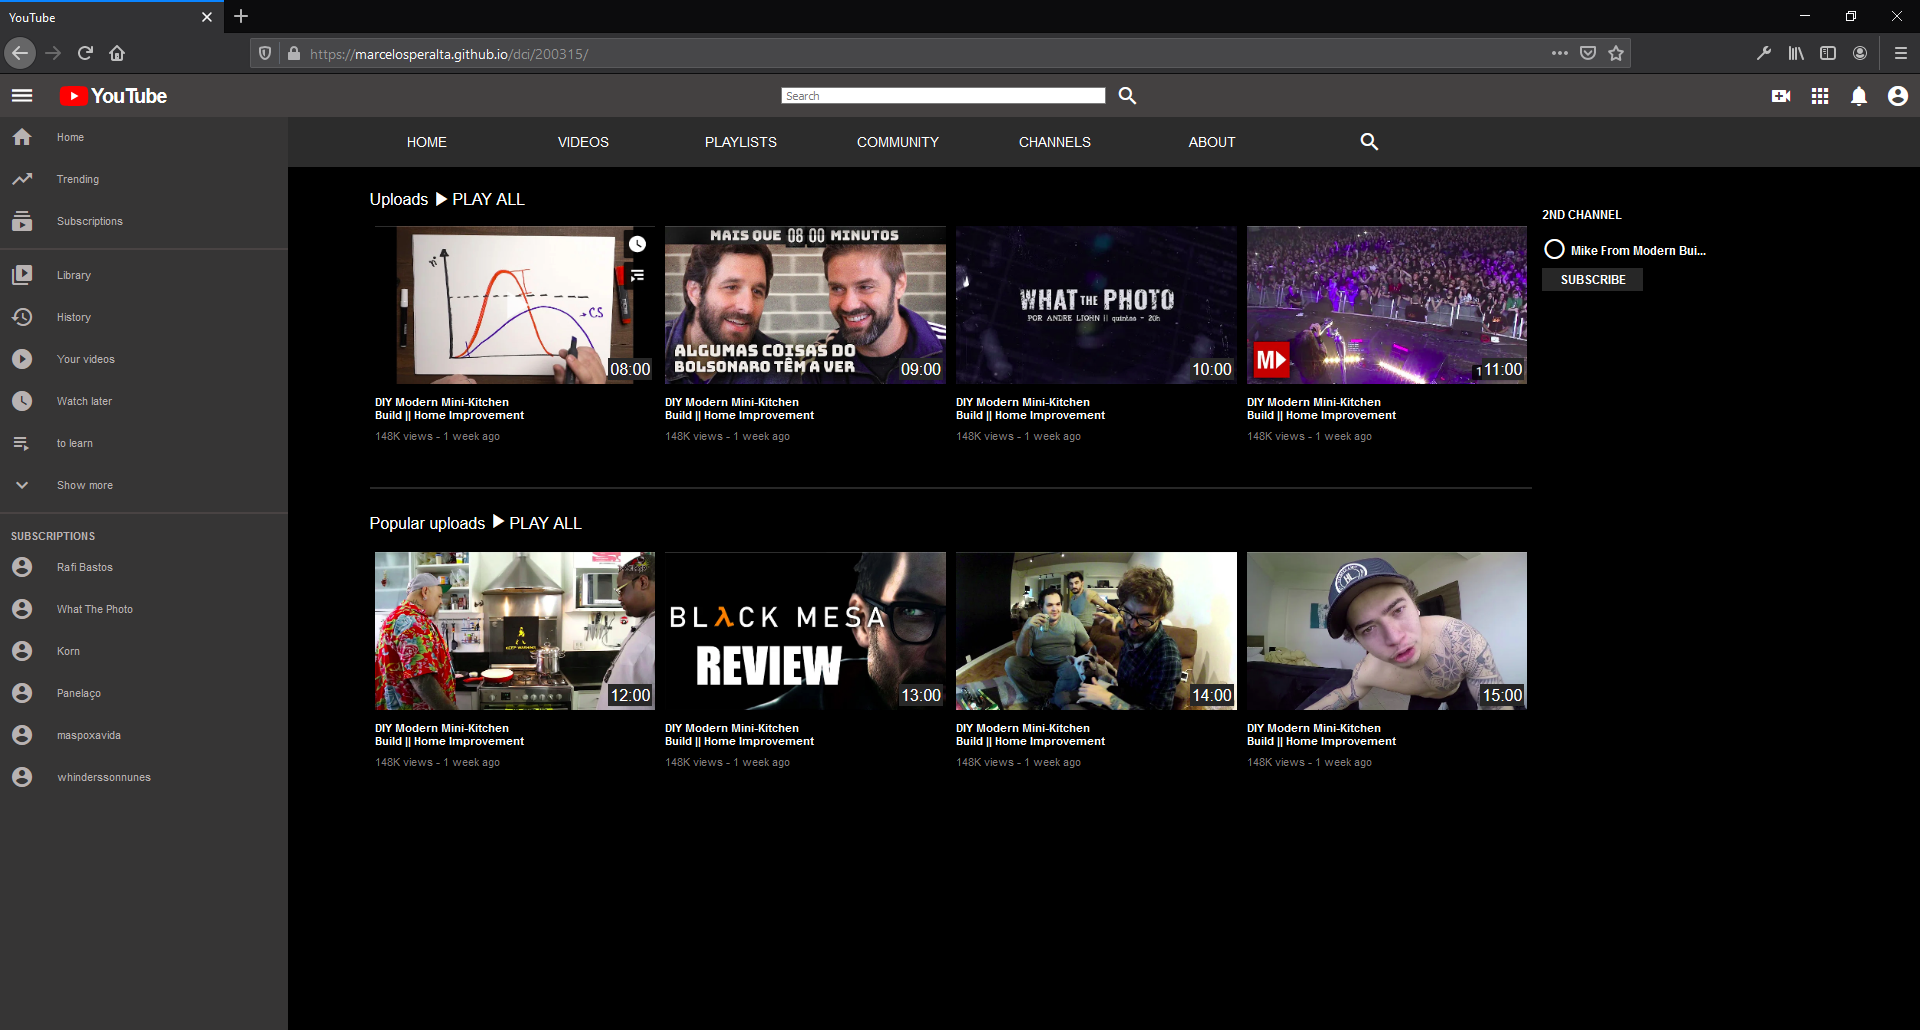 YouTube
https://marcelosperalta.github.io/dci/200315/
YouTube
Search
Home
Trending
Subscriptions
Library
History
Your videos
Watch later
to learn
Show more
SUBSCRIPTIONS
Rafi Bastos
What The Photo
Korn
Panelaço
maspoxavida
whinderssonnunes
HOME VIDEOS PLAYLISTS COMMUNITY CHANNELS ABOUT
Uploads PLAY ALL
CS
08:00
DIY Modern Mini-Kitchen
Build || Home Improvement
148K views - 1 week ago
MAIS QUE 08 00 MINUTOS
ALGUMAS COISAS DO
BOLSONARO TÊM A VER
09:00
DIY Modern Mini-Kitchen
Build || Home Improvement
148K views - 1 week ago
WHAT THE PHOTO
POR ANDRE LIOHN || quintas - 20h
10:00
DIY Modern Mini-Kitchen
Build || Home Improvement
148K views - 1 week ago
M
11:00
DIY Modern Mini-Kitchen
Build || Home Improvement
148K views - 1 week ago
2ND CHANNEL
Mike From Modern Bui...
SUBSCRIBE
Popular uploads PLAY ALL
KEEP WALKING
12:00
DIY Modern Mini-Kitchen
Build || Home Improvement
148K views - 1 week ago
BLλCK MESA
REVIEW
13:00
DIY Modern Mini-Kitchen
Build || Home Improvement
148K views - 1 week ago
14:00
DIY Modern Mini-Kitchen
Build || Home Improvement
148K views - 1 week ago
15:00
DIY Modern Mini-Kitchen
Build || Home Improvement
148K views - 1 week ago